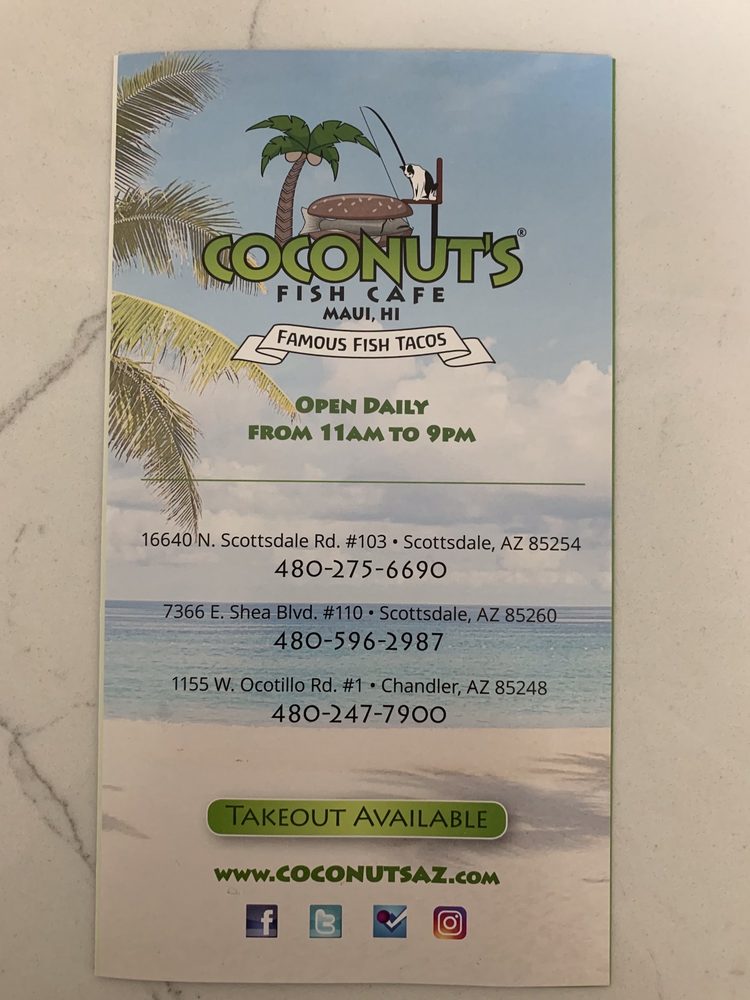 COCONUT'S®
FISH CAFE
MAUI, HI
FAMOUS FISH TACOS
OPEN DAILY
FROM 11AM TO 9PM
16640 N. Scottsdale Rd. #103 • Scottsdale, AZ 85254
480-275-6690
7366 E. Shea Blvd. #110 • Scottsdale, AZ 85260
480-596-2987
1155 W. Ocotillo Rd. #1 • Chandler, AZ 85248
480-247-7900
TAKEOUT AVAILABLE
www.COCONUTSAZ.com